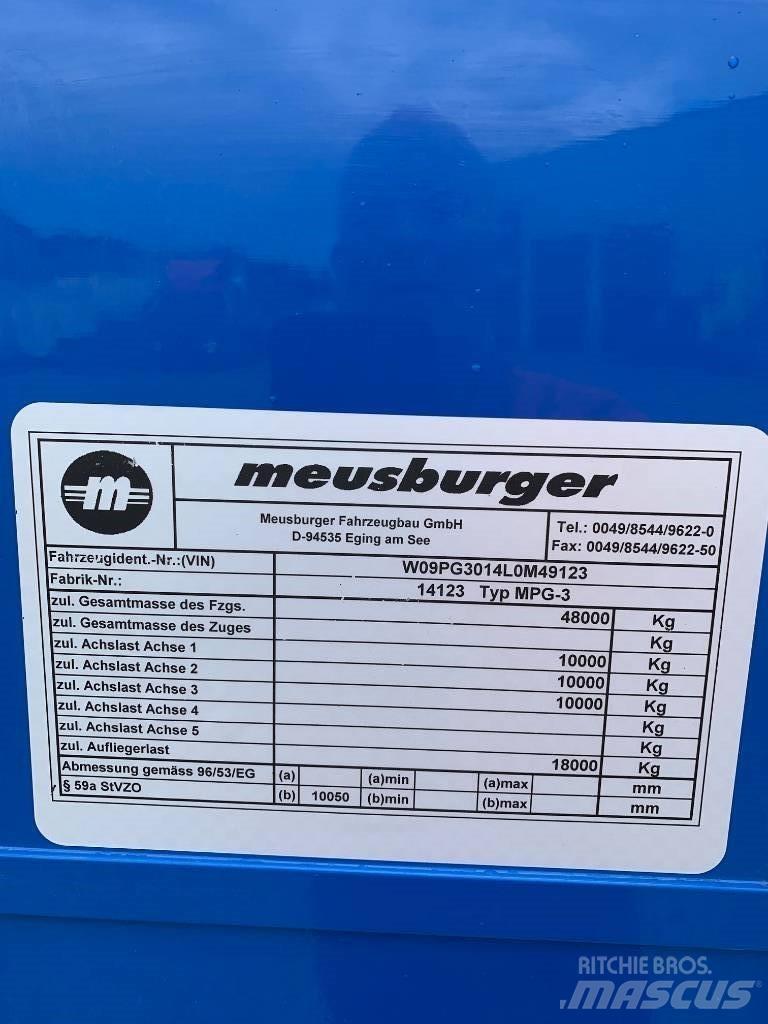 m
meusburger
Meusburger Fahrzeugbau GmbH
D-94535 Eging am See
Tel.: 0049/8544/9622-0
Fax: 0049/8544/9622-50
Fahrzeugident.-Nr.:(VIN) W09PG3014L0M49123
Fabrik-Nr.: 14123 Typ MPG-3
zul. Gesamtmasse des Fzgs. 48000 Kg
zul. Gesamtmasse des Zuges Kg
zul. Achslast Achse 1 10000 Kg
zul. Achslast Achse 2 10000 Kg
zul. Achslast Achse 3 10000 Kg
zul. Achslast Achse 4 Kg
zul. Achslast Achse 5 Kg
zul. Aufliegerlast 18000 Kg
Abmessung gemäss 96/53/EG (a) (a)min (a)max mm
§ 59a StVZO (b) 10050 (b)min (b)max mm
RITCHIE BROS.
MASCUS